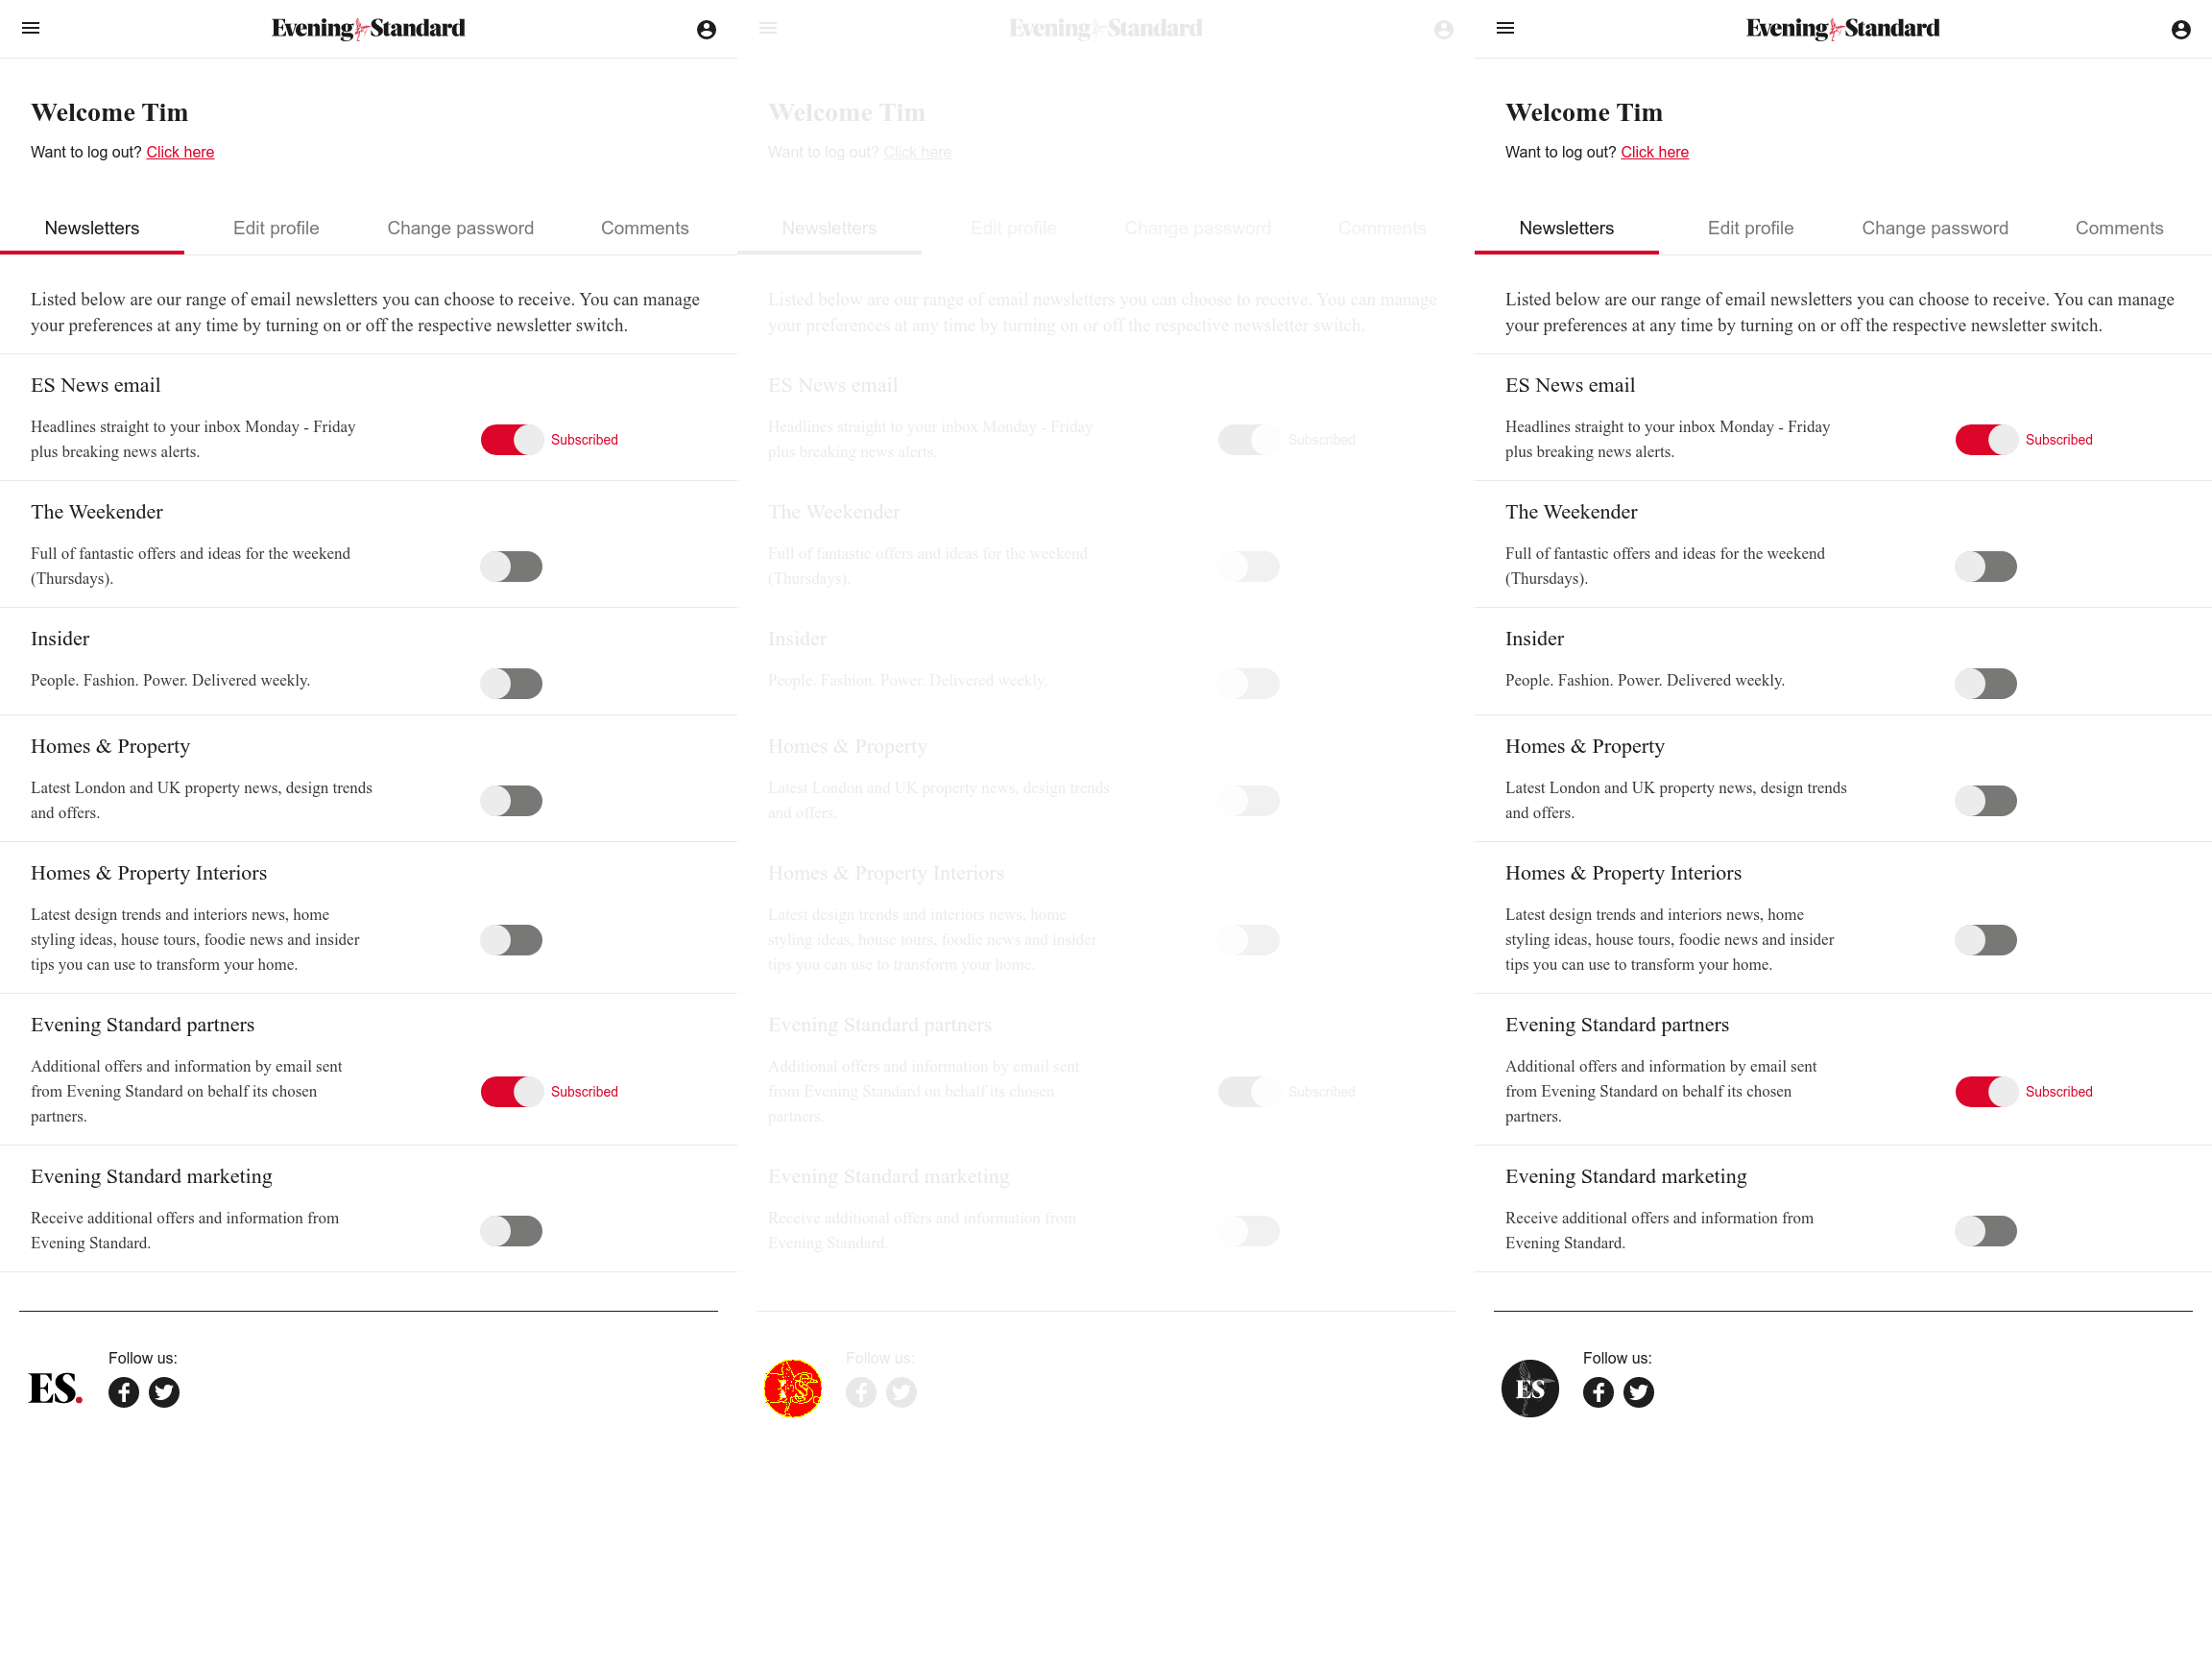 Evening Standard
Welcome Tim
Want to log out? Click here
Newsletters Edit profile Change password Comments
Listed below are our range of email newsletters you can choose to receive. You can manage
your preferences at any time by turning on or off the respective newsletter switch.
ES News email
Headlines straight to your inbox Monday - Friday
plus breaking news alerts.
Subscribed
The Weekender
Full of fantastic offers and ideas for the weekend
(Thursdays).
Insider
People. Fashion. Power. Delivered weekly.
Homes & Property
Latest London and UK property news, design trends
and offers.
Homes & Property Interiors
Latest design trends and interiors news, home
styling ideas, house tours, foodie news and insider
tips you can use to transform your home.
Evening Standard partners
Additional offers and information by email sent
from Evening Standard on behalf its chosen
partners.
Subscribed
Evening Standard marketing
Receive additional offers and information from
Evening Standard.
Follow us:
ES.
Evening Standard
Welcome Tim
Want to log out? Click here
Newsletters Edit profile Change password Comments
Listed below are our range of email newsletters you can choose to receive. You can manage
your preferences at any time by turning on or off the respective newsletter switch.
ES News email
Headlines straight to your inbox Monday - Friday
plus breaking news alerts.
Subscribed
The Weekender
Full of fantastic offers and ideas for the weekend
(Thursdays).
Insider
People. Fashion. Power. Delivered weekly.
Homes & Property
Latest London and UK property news, design trends
and offers.
Homes & Property Interiors
Latest design trends and interiors news, home
styling ideas, house tours, foodie news and insider
tips you can use to transform your home.
Evening Standard partners
Additional offers and information by email sent
from Evening Standard on behalf its chosen
partners.
Subscribed
Evening Standard marketing
Receive additional offers and information from
Evening Standard.
Follow us:
ES
Evening Standard
Welcome Tim
Want to log out? Click here
Newsletters Edit profile Change password Comments
Listed below are our range of email newsletters you can choose to receive. You can manage
your preferences at any time by turning on or off the respective newsletter switch.
ES News email
Headlines straight to your inbox Monday - Friday
plus breaking news alerts.
Subscribed
The Weekender
Full of fantastic offers and ideas for the weekend
(Thursdays).
Insider
People. Fashion. Power. Delivered weekly.
Homes & Property
Latest London and UK property news, design trends
and offers.
Homes & Property Interiors
Latest design trends and interiors news, home
styling ideas, house tours, foodie news and insider
tips you can use to transform your home.
Evening Standard partners
Additional offers and information by email sent
from Evening Standard on behalf its chosen
partners.
Subscribed
Evening Standard marketing
Receive additional offers and information from
Evening Standard.
Follow us:
ES